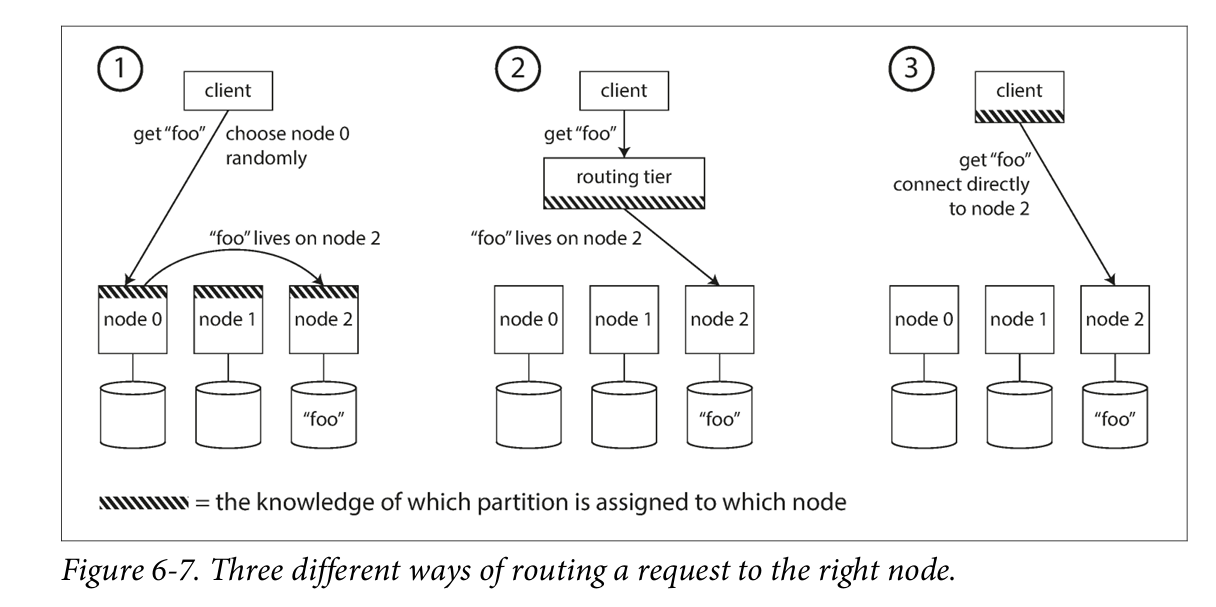 1
client
get “foo”
choose node 0
randomly
“foo” lives on node 2
node 0
node 1
node 2
“foo”
2
client
get “foo”
routing tier
“foo” lives on node 2
node 0
node 1
node 2
“foo”
3
client
get “foo”
connect directly
to node 2
node 0
node 1
node 2
“foo”
= the knowledge of which partition is assigned to which node
Figure 6-7. Three different ways of routing a request to the right node.